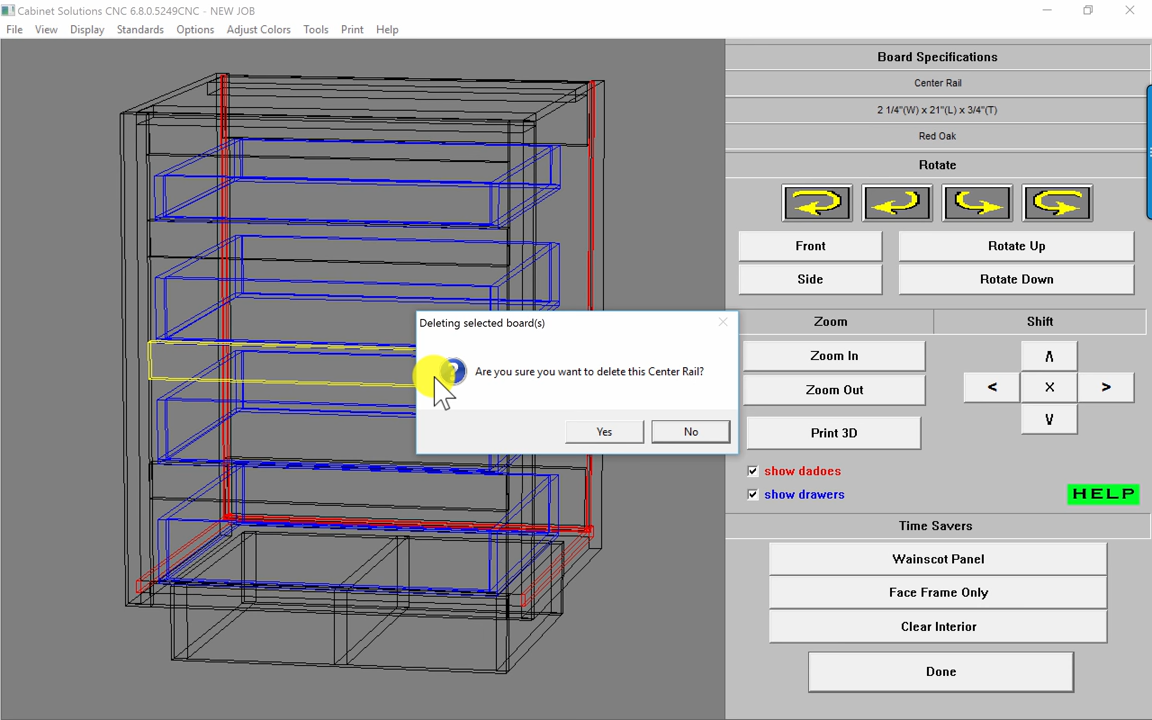 Cabinet Solutions CNC 6.8.0.5249CNC - NEW JOB
File View Display Standards Options Adjust Colors Tools Print Help
Board Specifications
Center Rail
2 1/4"(W) x 21"(L) x 3/4"(T)
Red Oak
Rotate
Front Rotate Up
Side Rotate Down
Zoom Shift
Zoom In Λ
Zoom Out < X >
V
Print 3D
show dadoes
show drawers
HELP
Time Savers
Wainscot Panel
Face Frame Only
Clear Interior
Done
Deleting selected board(s)
Are you sure you want to delete this Center Rail?
Yes No